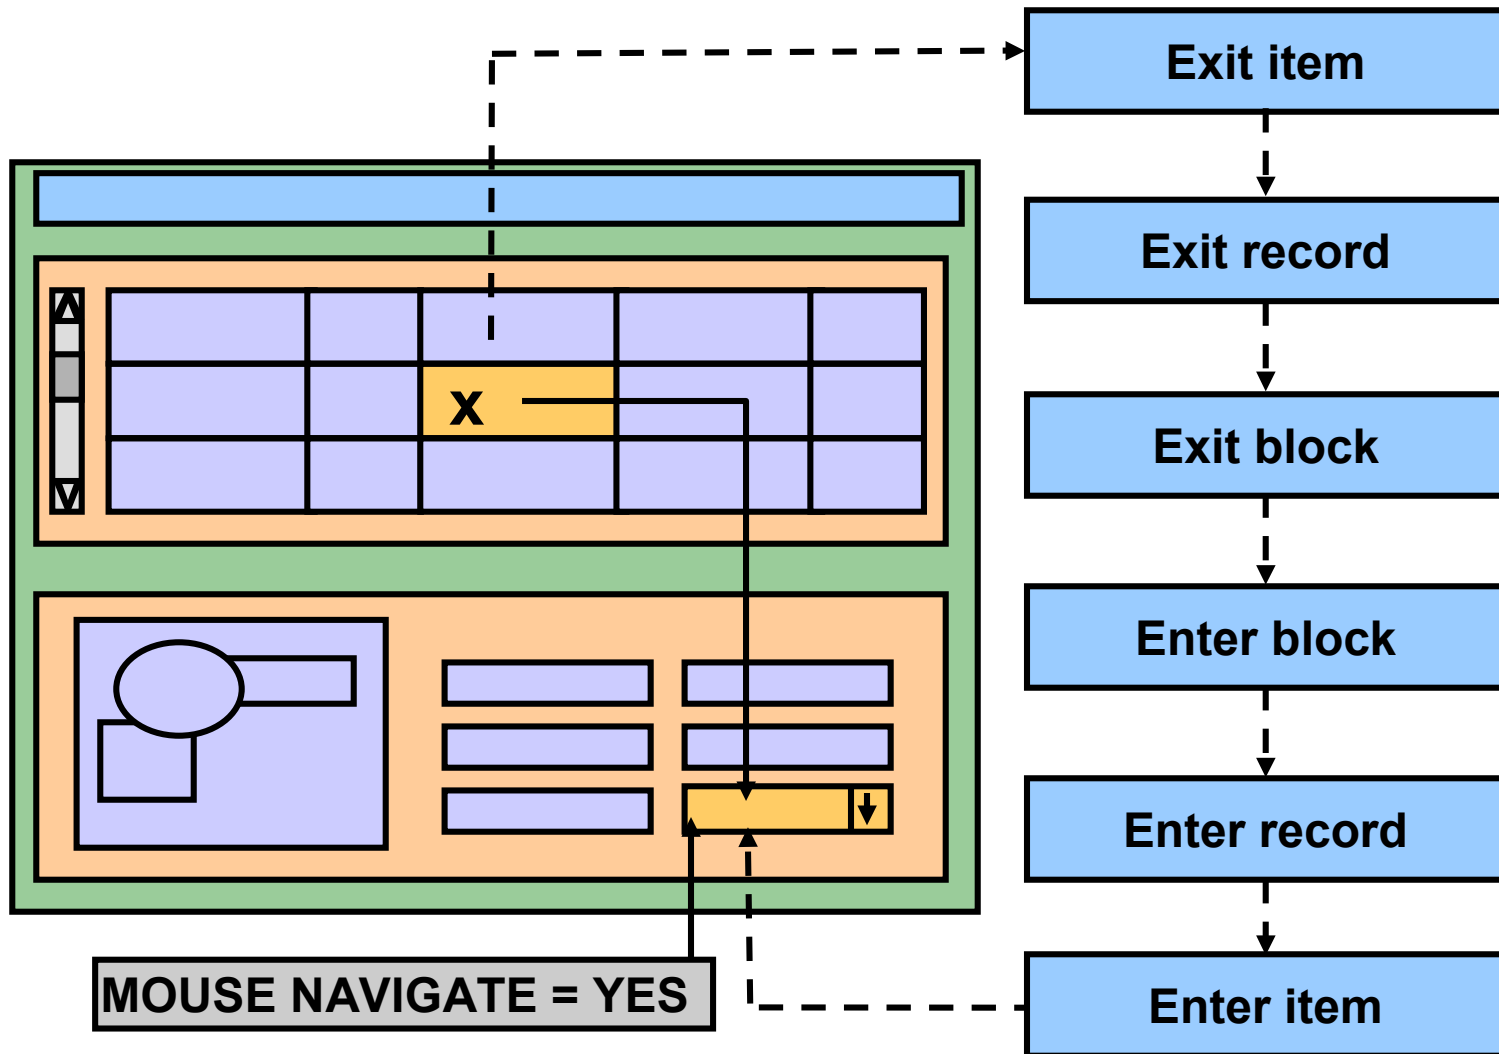 Exit item
Exit record
x
Exit block
Enter block
Enter record
MOUSE NAVIGATE = YES
Enter item